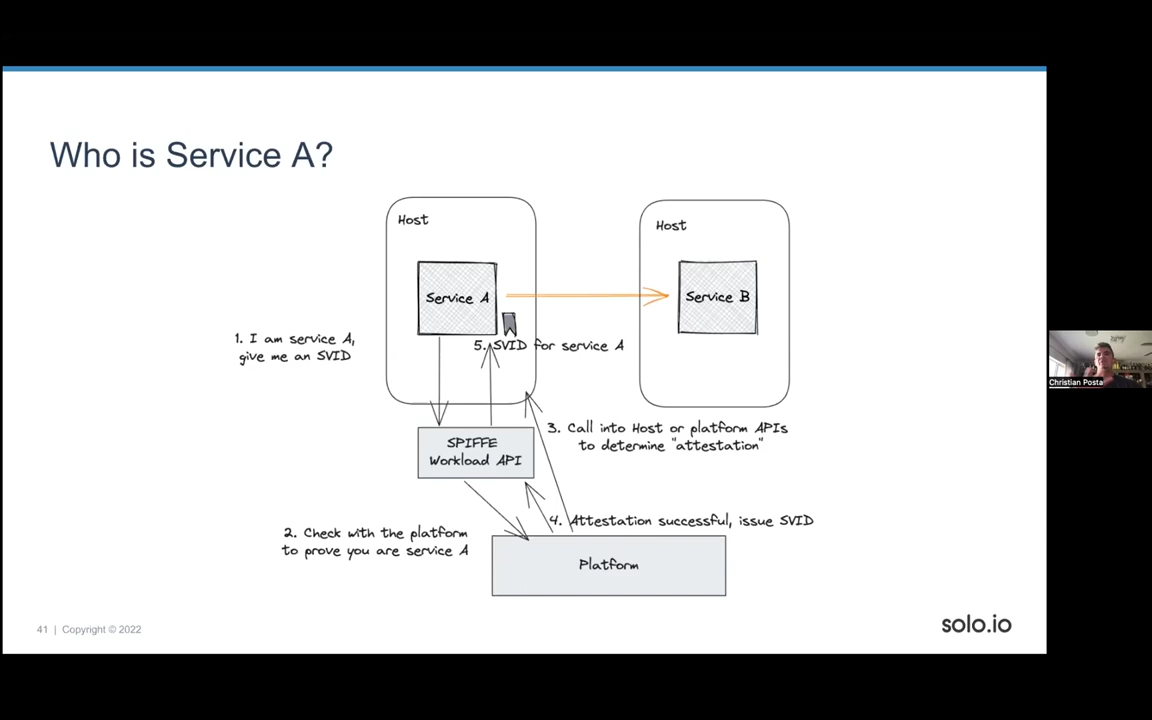 Who is Service A?
Host
Host
Service A
Service B
1. I am service A,
give me an SVID
5. SVID for service A
SPIFFE
Workload API
3. Call into Host or platform APIs
to determine "attestation"
2. Check with the platform
to prove you are service A
4. Attestation successful, issue SVID
Platform
41 | Copyright © 2022
solo.io
Christian Posta